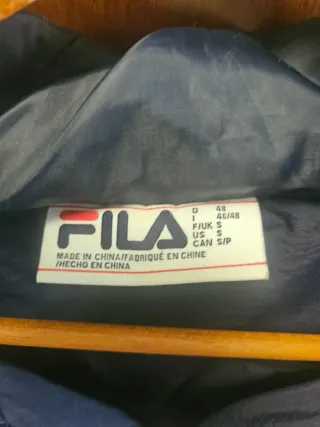 FILA
D 48
I 46/48
F/UK S
US S
CAN S/P
MADE IN CHINA/FABRIQUÉ EN CHINE
/HECHO EN CHINA